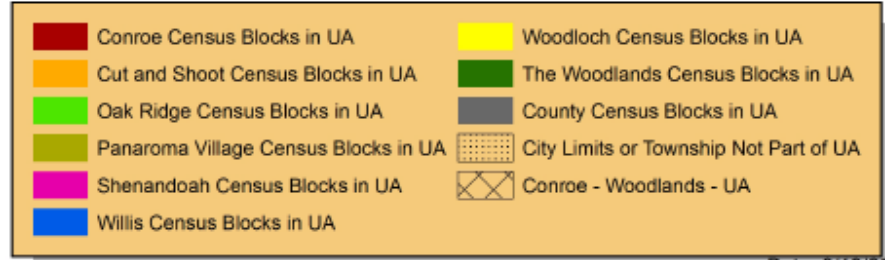 Conroe Census Blocks in UA
Cut and Shoot Census Blocks in UA
Oak Ridge Census Blocks in UA
Panaroma Village Census Blocks in UA
Shenandoah Census Blocks in UA
Willis Census Blocks in UA
Woodloch Census Blocks in UA
The Woodlands Census Blocks in UA
County Census Blocks in UA
City Limits or Township Not Part of UA
Conroe - Woodlands - UA